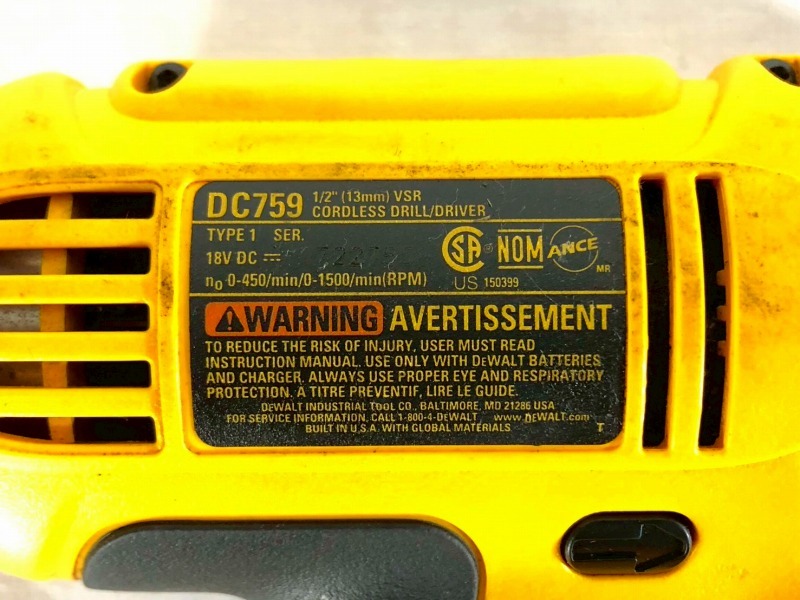 DC759 1/2" (13mm) VSR
CORDLESS DRILL/DRIVER
TYPE 1 SER.
18V DC ⎓
n₀ 0-450/min/0-1500/min(RPM)
SA
US 150399
NOM
ANCE
MR
⚠WARNING AVERTISSEMENT
TO REDUCE THE RISK OF INJURY, USER MUST READ
INSTRUCTION MANUAL. USE ONLY WITH DEWALT BATTERIES
AND CHARGER. ALWAYS USE PROPER EYE AND RESPIRATORY
PROTECTION. À TITRE PREVENTIF, LIRE LE GUIDE.
DEWALT INDUSTRIAL TOOL CO., BALTIMORE, MD 21286 USA
FOR SERVICE INFORMATION, CALL 1-800-4-DEWALT www.DEWALT.com
BUILT IN U.S.A. WITH GLOBAL MATERIALS T